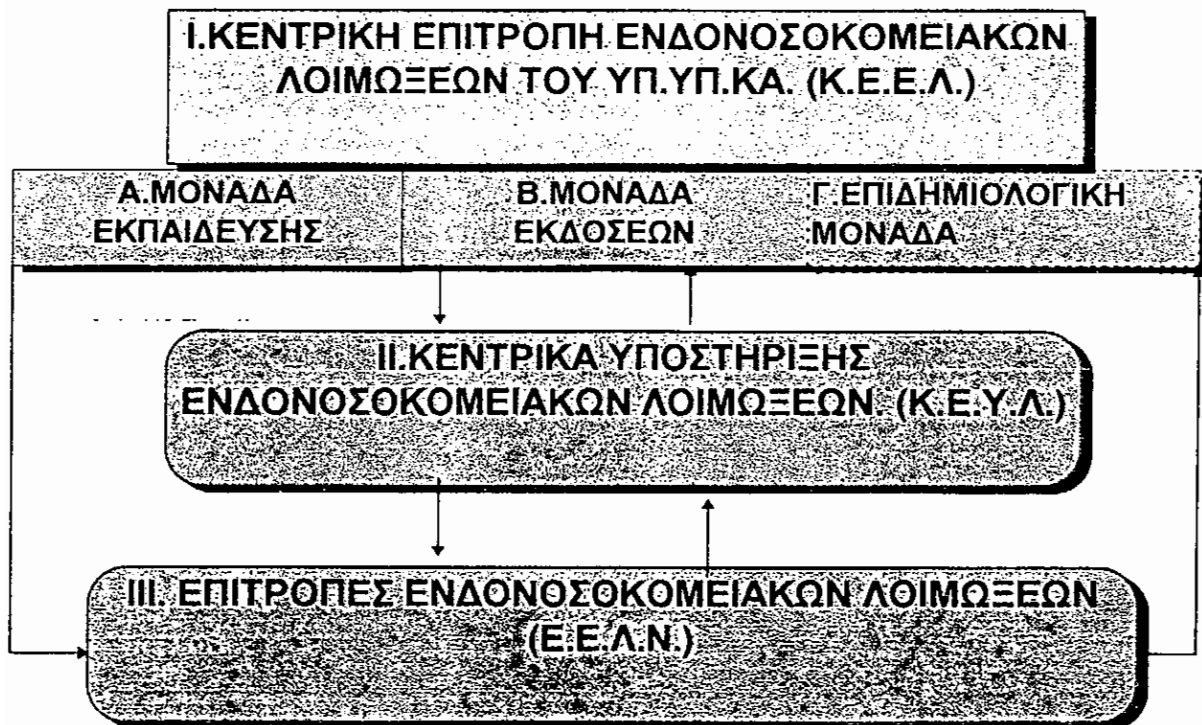 Ι.ΚΕΝΤΡΙΚΗ ΕΠΙΤΡΟΠΗ ΕΝΔΟΝΟΣΟΚΟΜΕΙΑΚΩΝ
ΛΟΙΜΩΞΕΩΝ ΤΟΥ ΥΠ.ΥΠ.ΚΑ. (Κ.Ε.Ε.Λ.)
Α.ΜΟΝΑΔΑ
ΕΚΠΑΙΔΕΥΣΗΣ
Β.ΜΟΝΑΔΑ
ΕΚΔΟΣΕΩΝ
Γ.ΕΠΙΔΗΜΙΟΛΟΓΙΚΗ
ΜΟΝΑΔΑ
ΙΙ.ΚΕΝΤΡΙΚΑ ΥΠΟΣΤΗΡΙΞΗΣ
ΕΝΔΟΝΟΣΟΚΟΜΕΙΑΚΩΝ ΛΟΙΜΩΞΕΩΝ. (Κ.Ε.Υ.Λ.)
ΙΙΙ. ΕΠΙΤΡΟΠΕΣ ΕΝΔΟΝΟΣΟΚΟΜΕΙΑΚΩΝ ΛΟΙΜΩΞΕΩΝ
(Ε.Ε.Λ.Ν.)